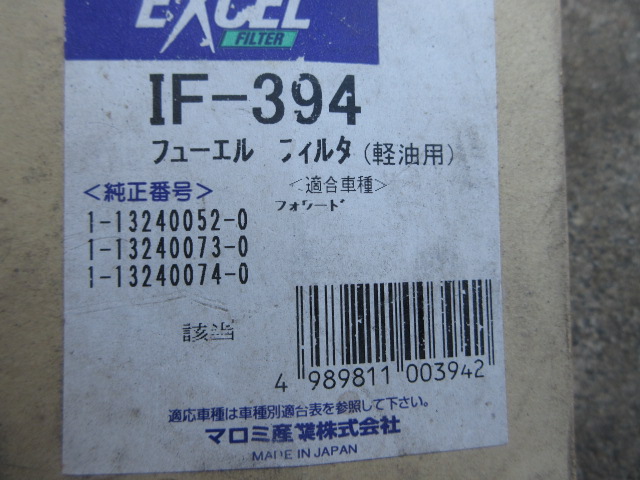 EXCEL
FILTER
IF-394
フューエル フィルタ(軽油用)
<純正番号>
<適合車種>
フォワード
1-13240052-0
1-13240073-0
1-13240074-0
該当
4 989811 003942
適応車種は車種別適合表を参照して下さい。
マロミ産業株式会社
MADE IN JAPAN